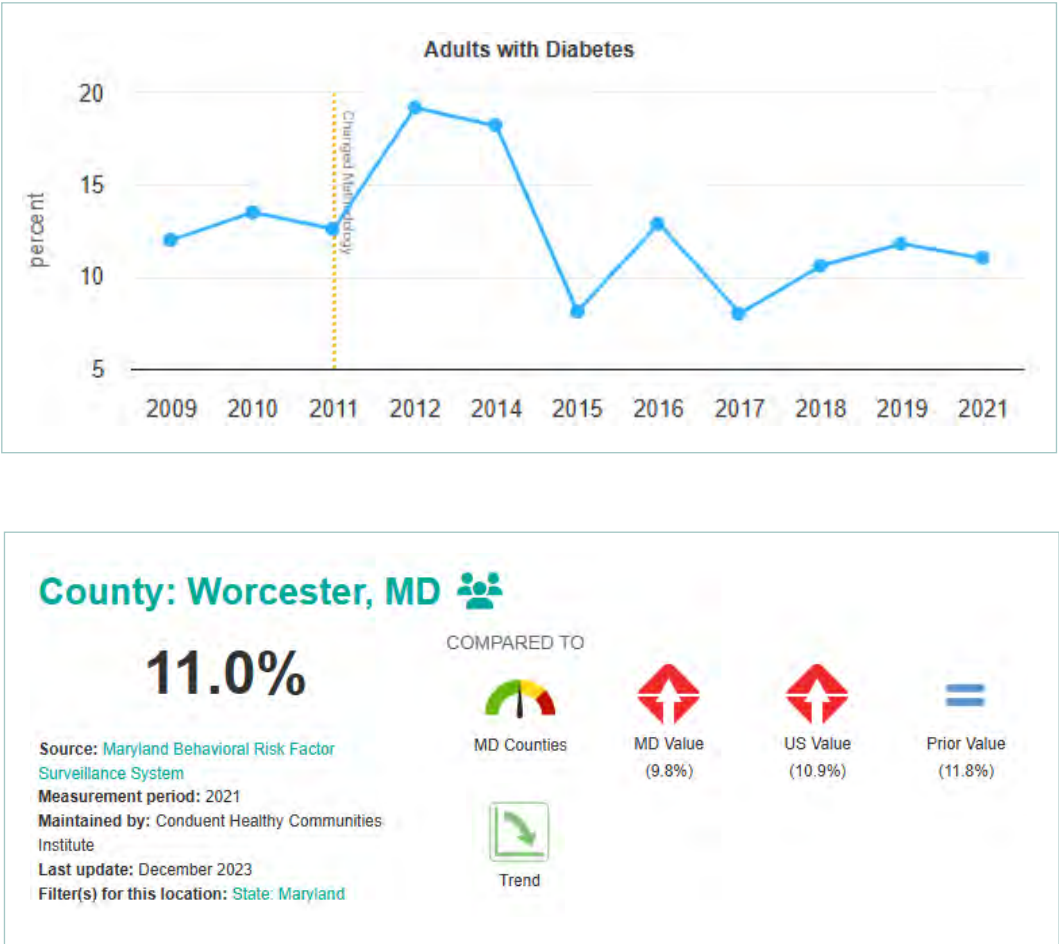 Adults with Diabetes
20
15
10
5
percent
Changed Methodology
2009 2010 2011 2012 2014 2015 2016 2017 2018 2019 2021
County: Worcester, MD
11.0%
Source: Maryland Behavioral Risk Factor
Surveillance System
Measurement period: 2021
Maintained by: Conduent Healthy Communities
Institute
Last update: December 2023
Filter(s) for this location: State: Maryland
COMPARED TO
MD Counties
MD Value
(9.8%)
US Value
(10.9%)
Prior Value
(11.8%)
Trend